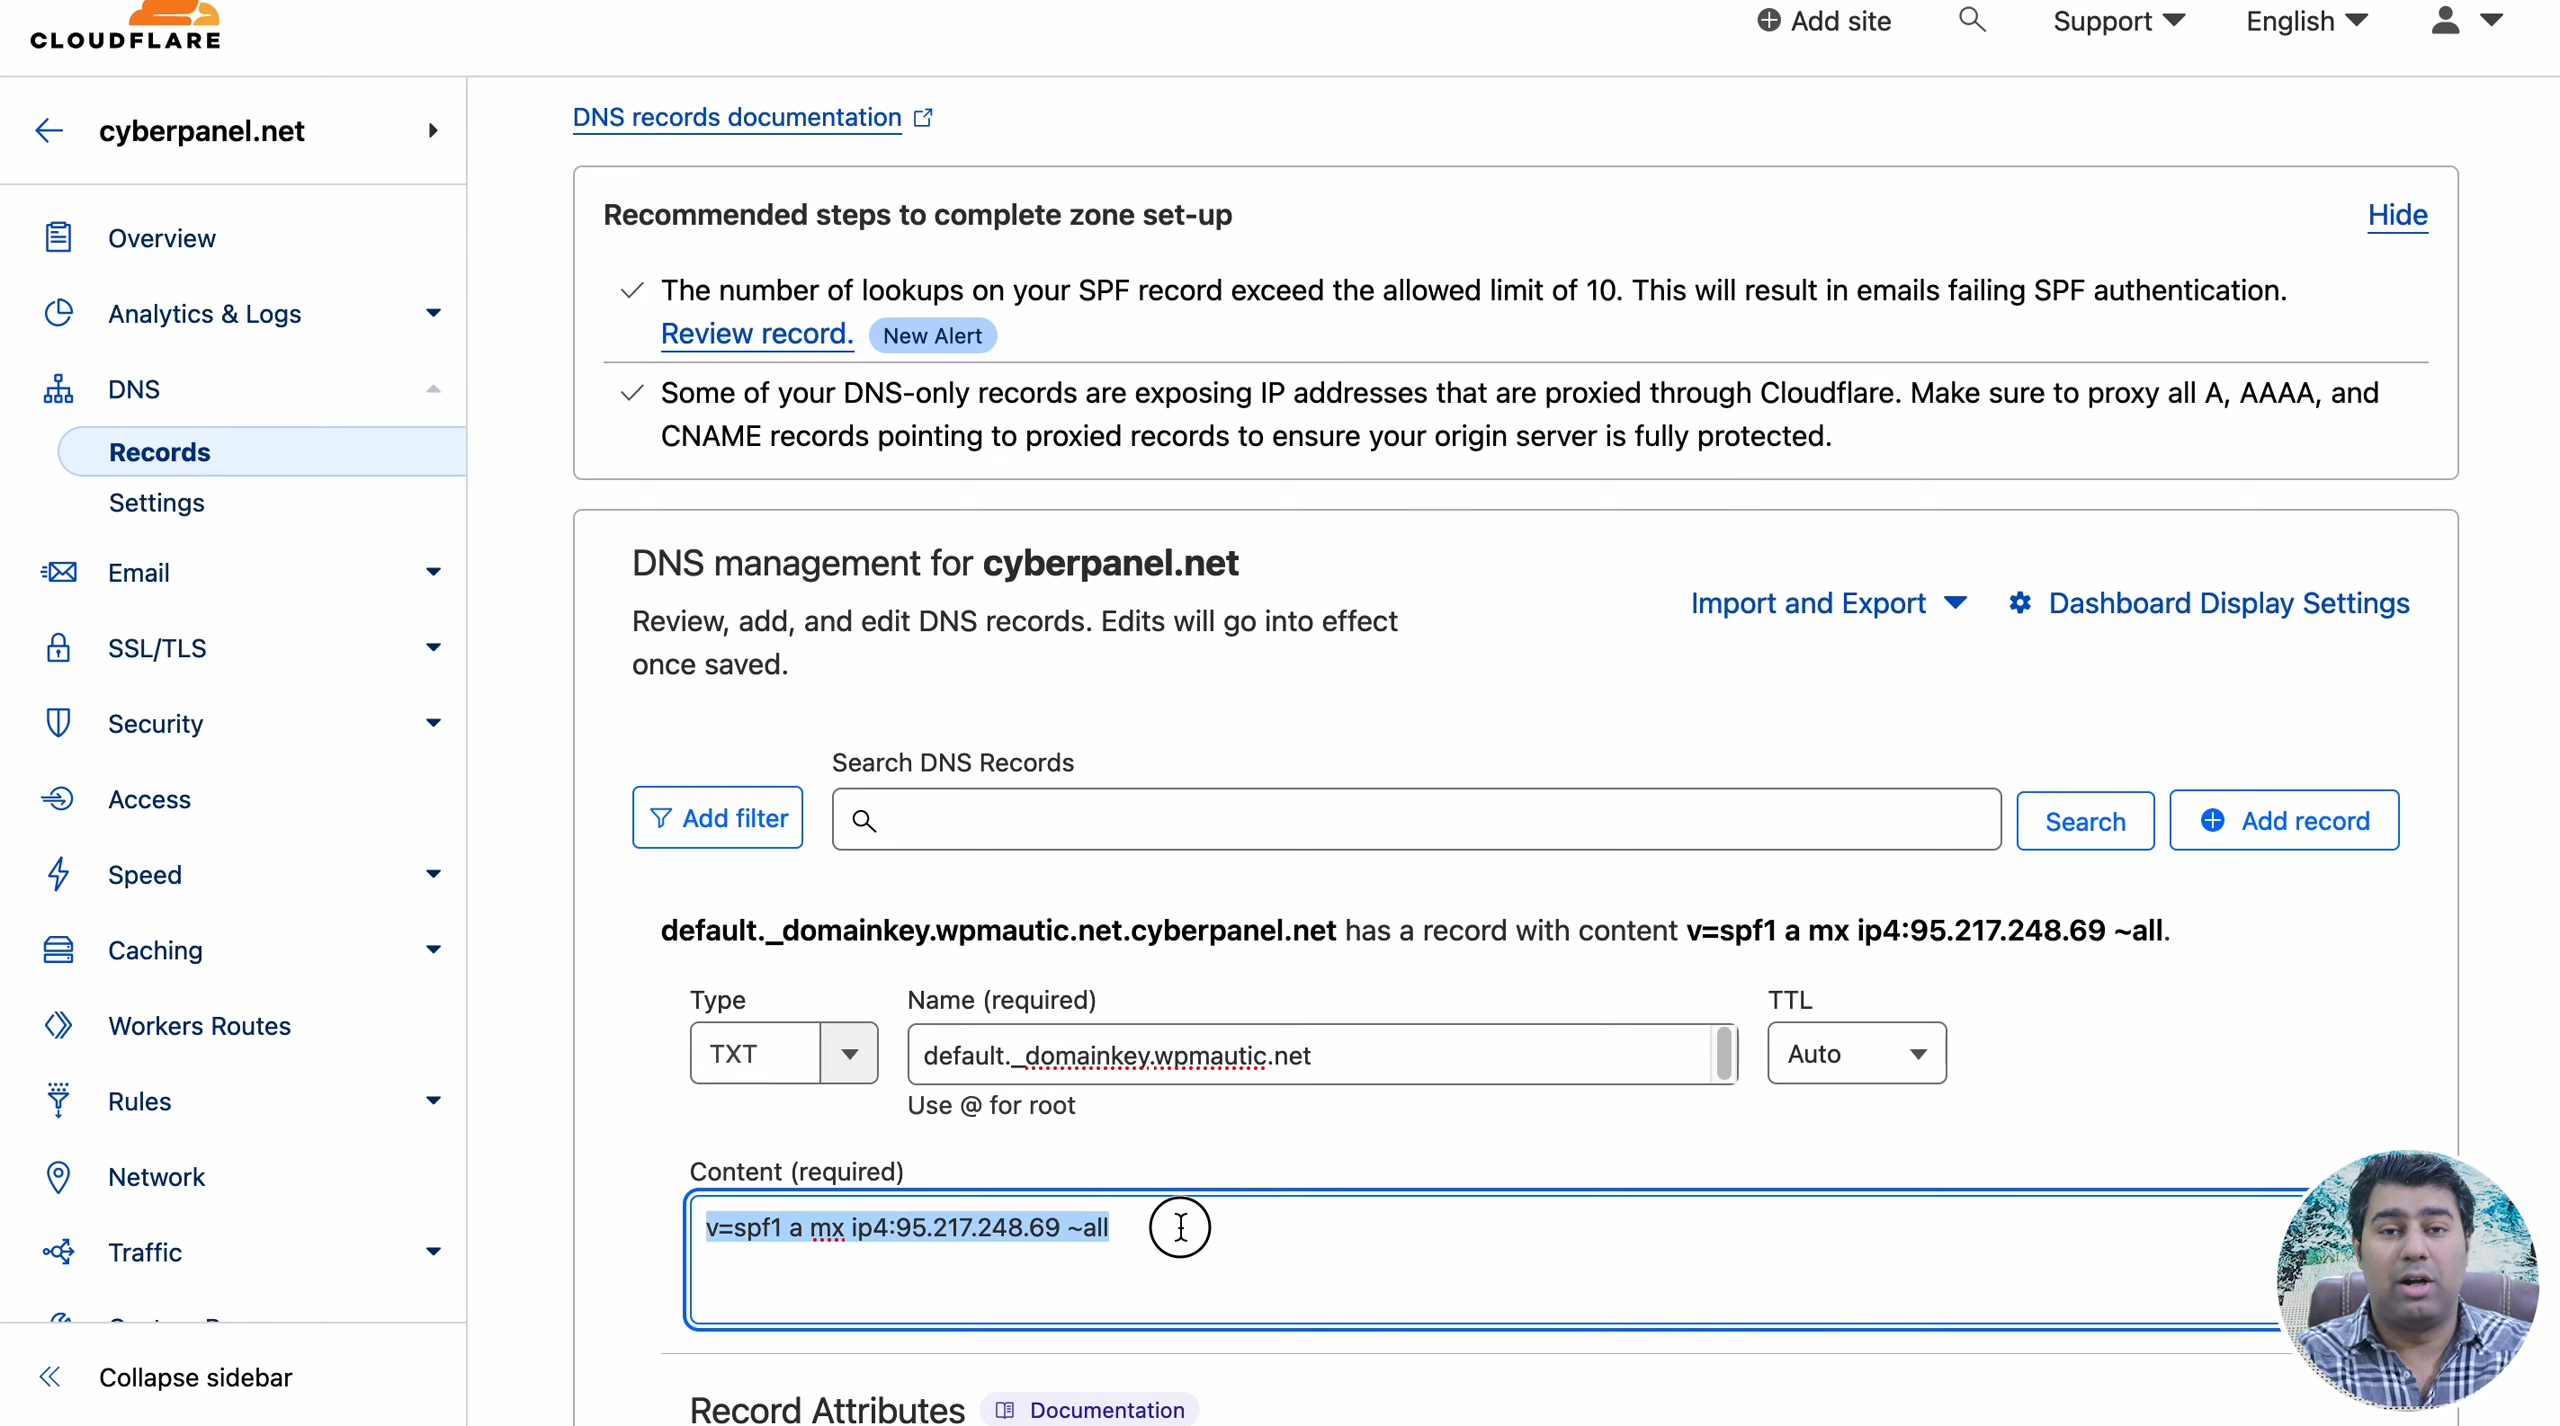 CLOUDFLARE
Add site
Support
English
cyberpanel.net
Overview
Analytics & Logs
DNS
Records
Settings
Email
SSL/TLS
Security
Access
Speed
Caching
Workers Routes
Rules
Network
Traffic
Collapse sidebar
DNS records documentation
Recommended steps to complete zone set-up
Hide
The number of lookups on your SPF record exceed the allowed limit of 10. This will result in emails failing SPF authentication.
Review record. New Alert
Some of your DNS-only records are exposing IP addresses that are proxied through Cloudflare. Make sure to proxy all A, AAAA, and
CNAME records pointing to proxied records to ensure your origin server is fully protected.
DNS management for cyberpanel.net
Review, add, and edit DNS records. Edits will go into effect
once saved.
Import and Export
Dashboard Display Settings
Search DNS Records
Add filter
Search
Add record
default._domainkey.wpmautic.net.cyberpanel.net has a record with content v=spf1 a mx ip4:95.217.248.69 ~all.
Type
Name (required)
TTL
TXT
default._domainkey.wpmautic.net
Auto
Use @ for root
Content (required)
v=spf1 a mx ip4:95.217.248.69 ~all
Record Attributes
Documentation